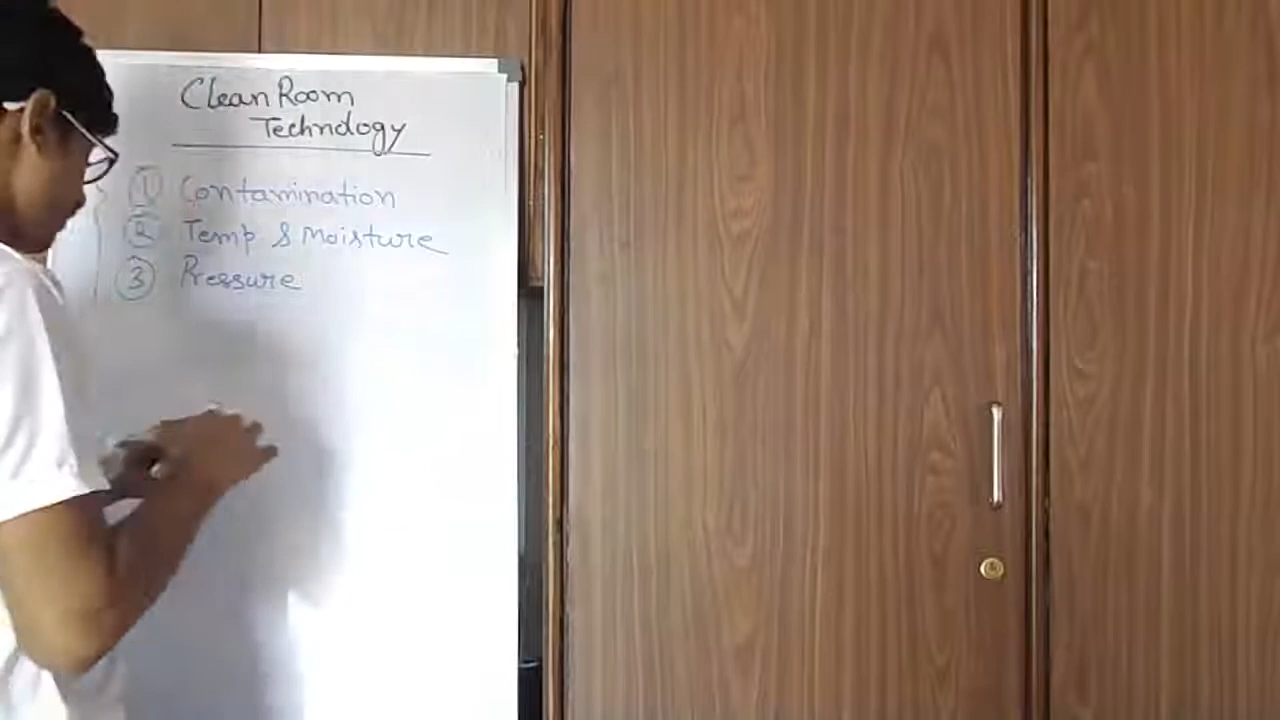 Clean Room
Technology
① Contamination
② Temp & Moisture
③ Pressure